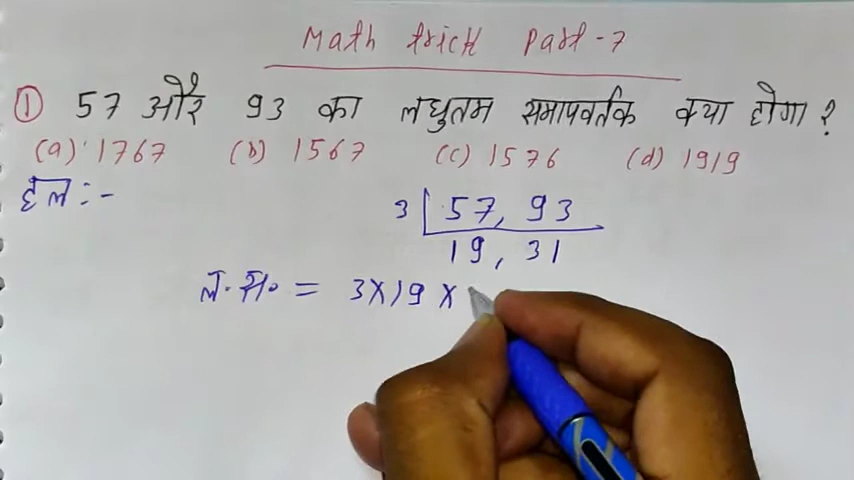 Math trick Part-7
① 57 और 93 का लघुतम समापवर्तक क्या होगा ?
(a) 1767 (b) 1567 (c) 1576 (d) 1919
हल :-
3 | 57, 93
19, 31
ल. स. = 3×19×